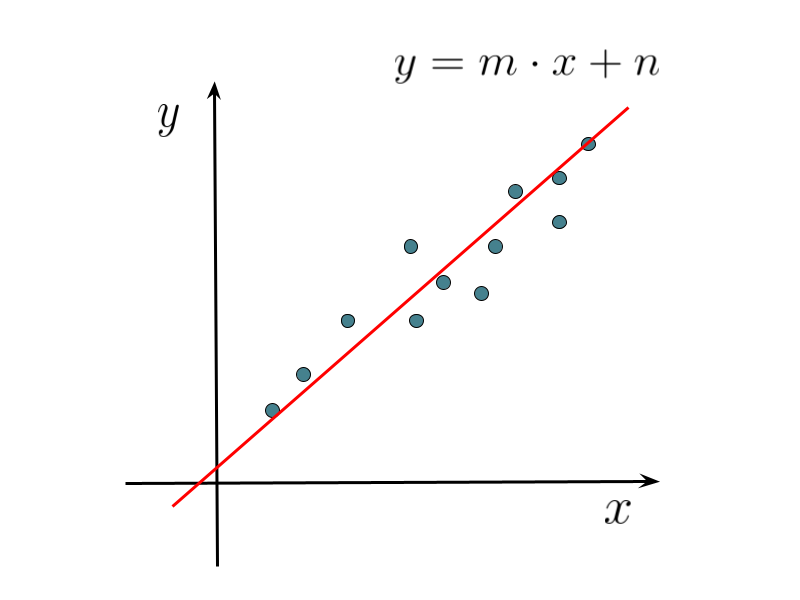 y = m · x + n
y
x